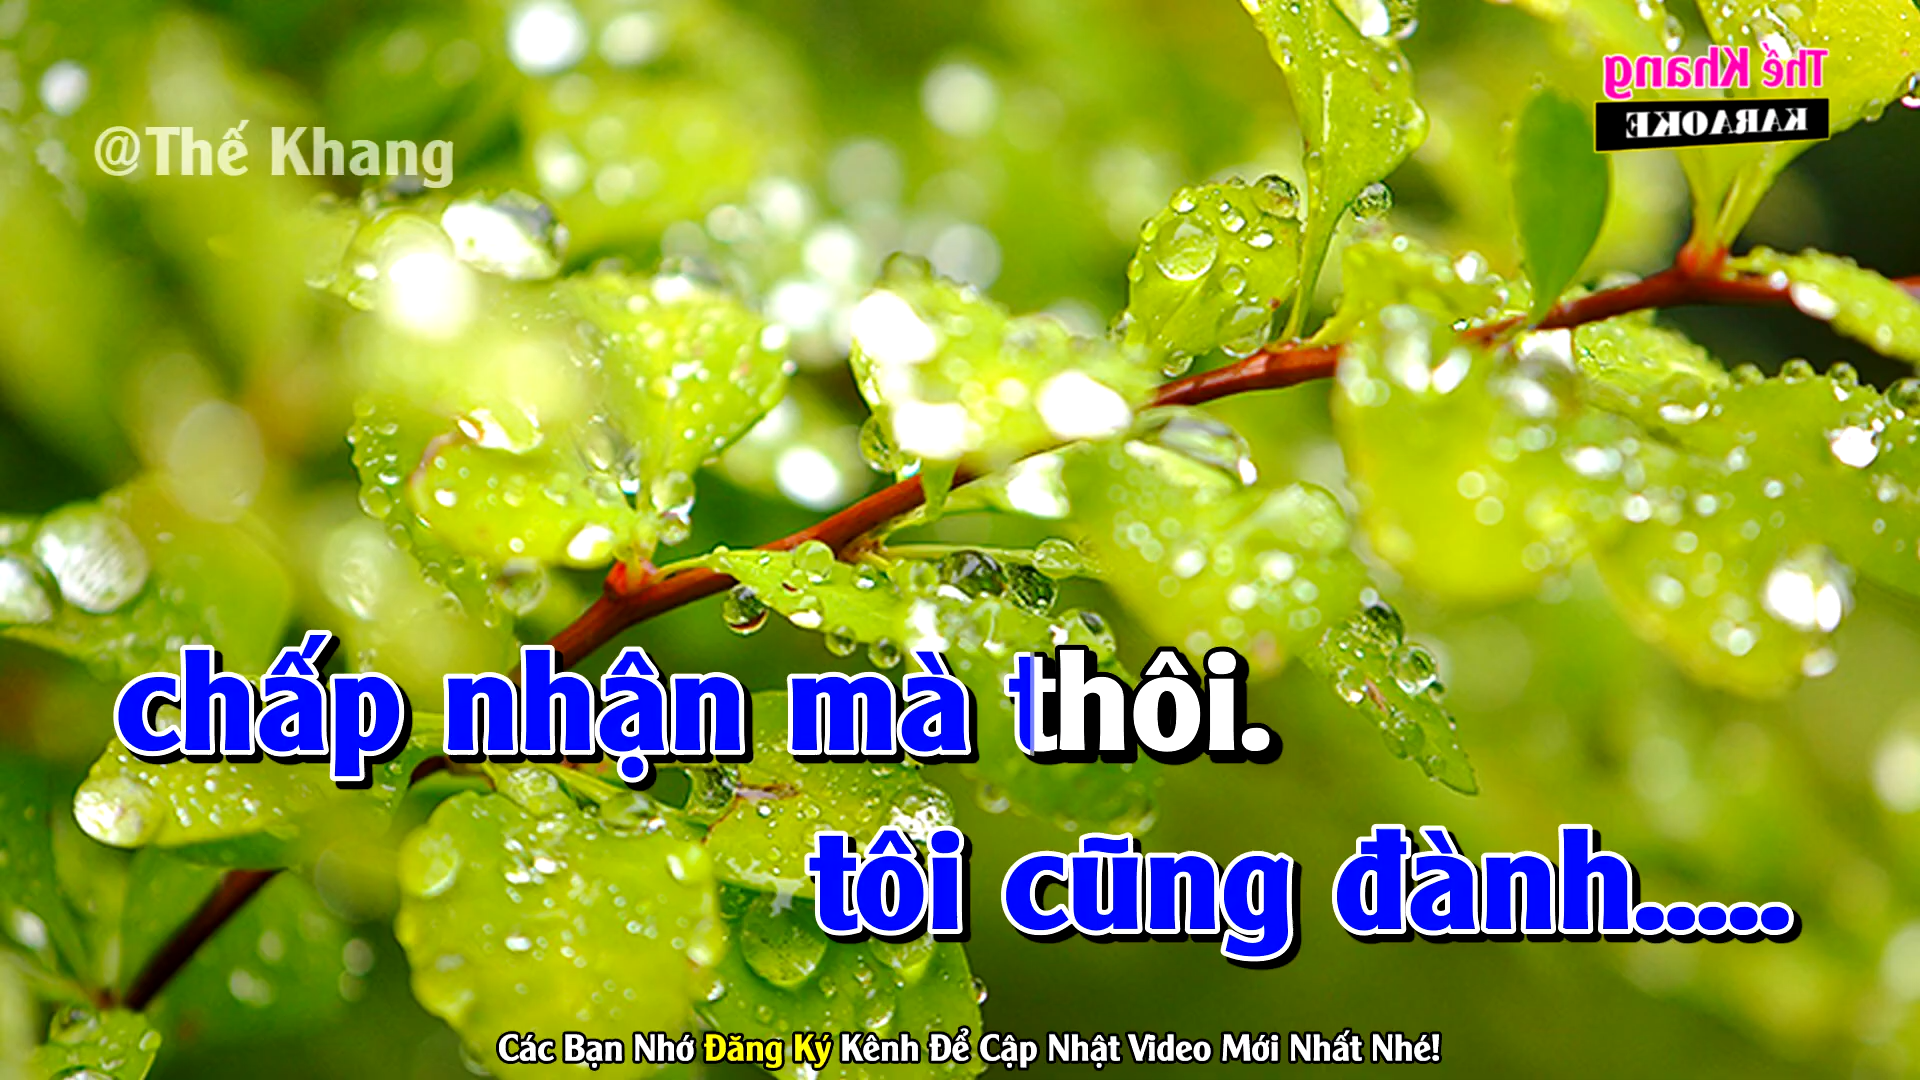 Thế Khang
KARAOKE
@Thế Khang
chấp nhận mà thôi.
tôi cũng đành.....
Các Bạn Nhớ Đăng Ký Kênh Để Cập Nhật Video Mới Nhất Nhé!